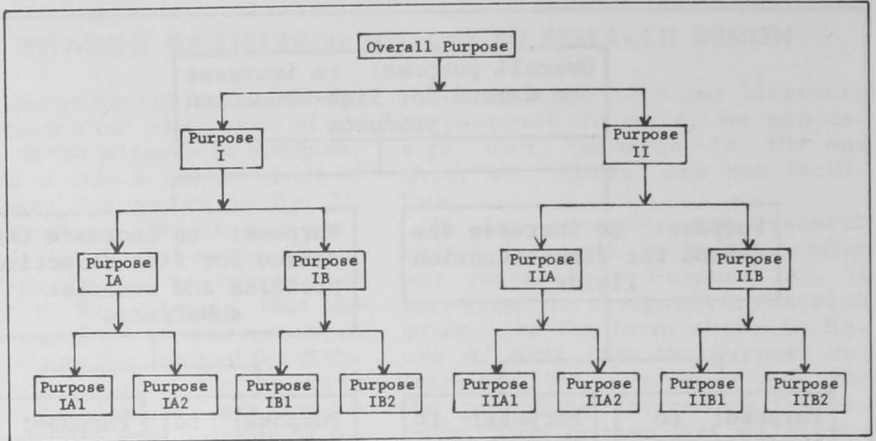 Overall Purpose
Purpose
I
Purpose
II
Purpose
IA
Purpose
IB
Purpose
IIA
Purpose
IIB
Purpose
IA1
Purpose
IA2
Purpose
IB1
Purpose
IB2
Purpose
IIA1
Purpose
IIA2
Purpose
IIB1
Purpose
IIB2